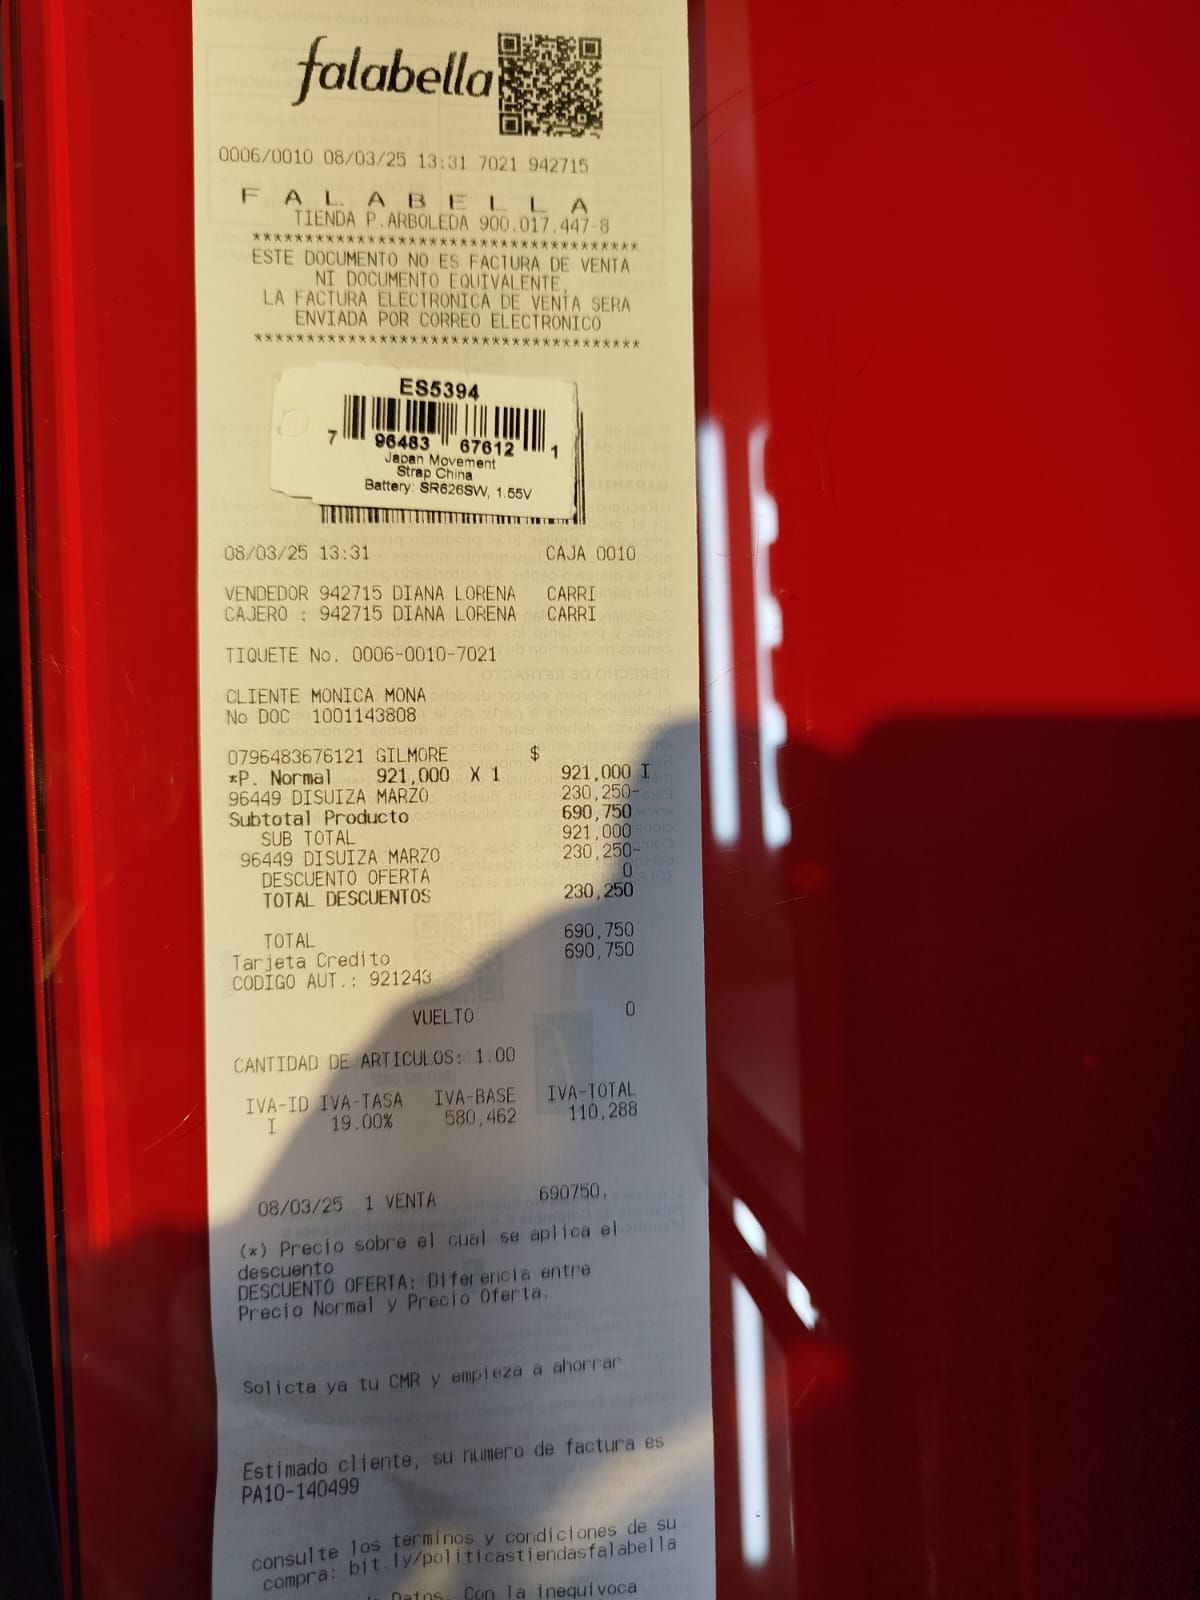 falabella
0006/0010 08/03/25 13:31 7021 942715
F A L A B E L L A
TIENDA P.ARBOLEDA 900.017.447-8
*************************************
ESTE DOCUMENTO NO ES FACTURA DE VENTA
NI DOCUMENTO EQUIVALENTE,
LA FACTURA ELECTRONICA DE VENTA SERA
ENVIADA POR CORREO ELECTRONICO
*************************************
ES5394
7 96483 67612 1
Japan Movement
Strap China
Battery: SR626SW, 1.55V
08/03/25 13:31 CAJA 0010
VENDEDOR 942715 DIANA LORENA CARRI
CAJERO : 942715 DIANA LORENA CARRI
TIQUETE No. 0006-0010-7021
CLIENTE MONICA MONA
No DOC 1001143808
0796483676121 GILMORE $
*P. Normal 921,000 X 1 921,000 I
96449 DISUIZA MARZO 230,250-
Subtotal Producto 690,750
SUB TOTAL 921,000
96449 DISUIZA MARZO 230,250-
DESCUENTO OFERTA 0
TOTAL DESCUENTOS 230,250
TOTAL 690,750
Tarjeta Credito 690,750
CODIGO AUT.: 921243
VUELTO 0
CANTIDAD DE ARTICULOS: 1.00
IVA-ID IVA-TASA IVA-BASE IVA-TOTAL
I 19.00% 580,462 110,288
08/03/25 1 VENTA 690750,
(*) Precio sobre el cual se aplica el
descuento
DESCUENTO OFERTA: Diferencia entre
Precio Normal y Precio Oferta.
Solicta ya tu CMR y empieza a ahorrar
Estimado cliente, su numero de factura es
PA10-140499
consulte los terminos y condiciones de su
compra: bit.ly/politicastiendasfalabella
Datos. Con la inequívoca